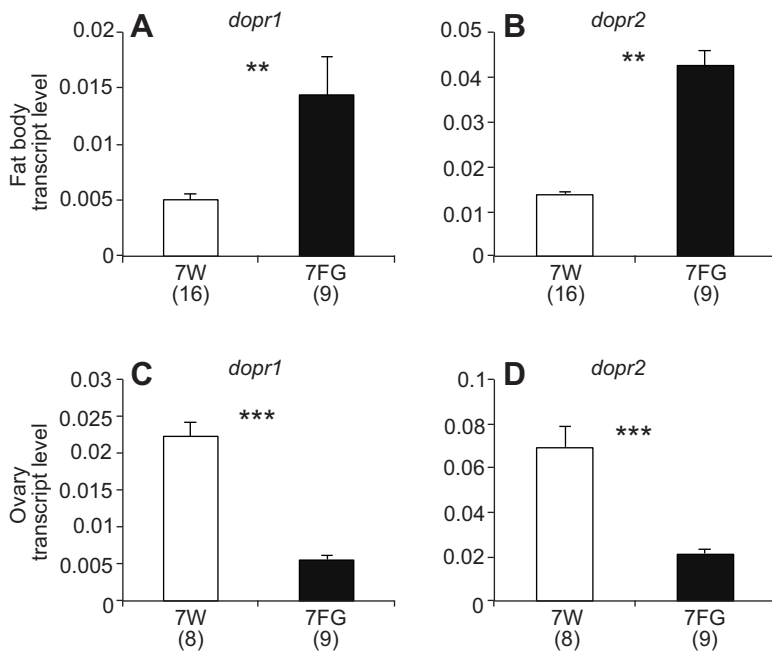 A
dopr1
Fat body
transcript level
0.02
0.015
0.01
0.005
0
**
7W
(16)
7FG
(9)
B
dopr2
0.05
0.04
0.03
0.02
0.01
0
**
7W
(16)
7FG
(9)
C
dopr1
Ovary
transcript level
0.03
0.025
0.02
0.015
0.01
0.005
0
***
7W
(8)
7FG
(9)
D
dopr2
0.1
0.08
0.06
0.04
0.02
0
***
7W
(8)
7FG
(9)